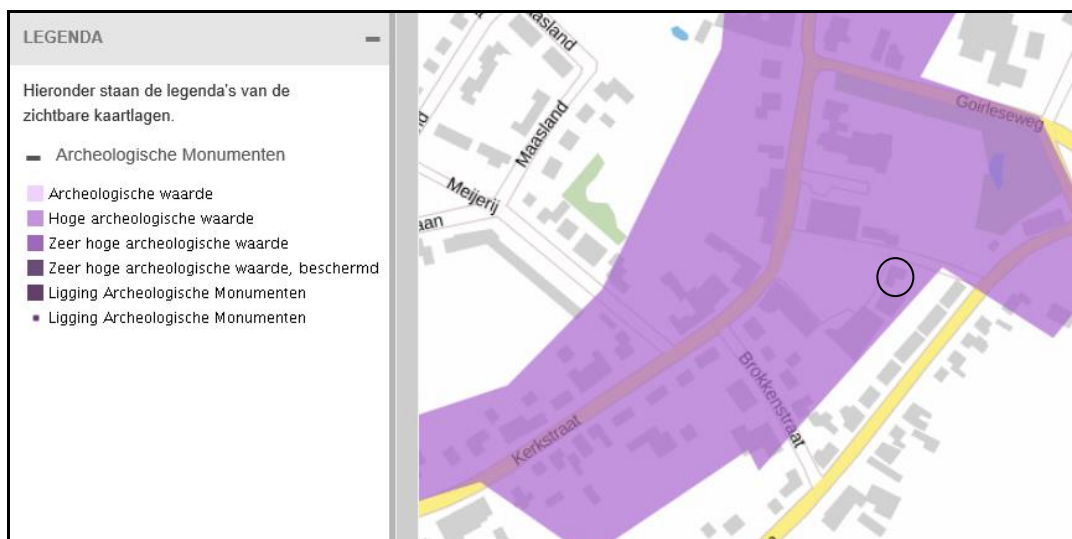 LEGENDA
Hieronder staan de legenda's van de
zichtbare kaartlagen.
Archeologische Monumenten
Archeologische waarde
Hoge archeologische waarde
Zeer hoge archeologische waarde
Zeer hoge archeologische waarde, beschermd
Ligging Archeologische Monumenten
Ligging Archeologische Monumenten
Maasland
Maasland
Meijerij
aan
Goirleseweg
Brokkenstraat
Kerkstraat